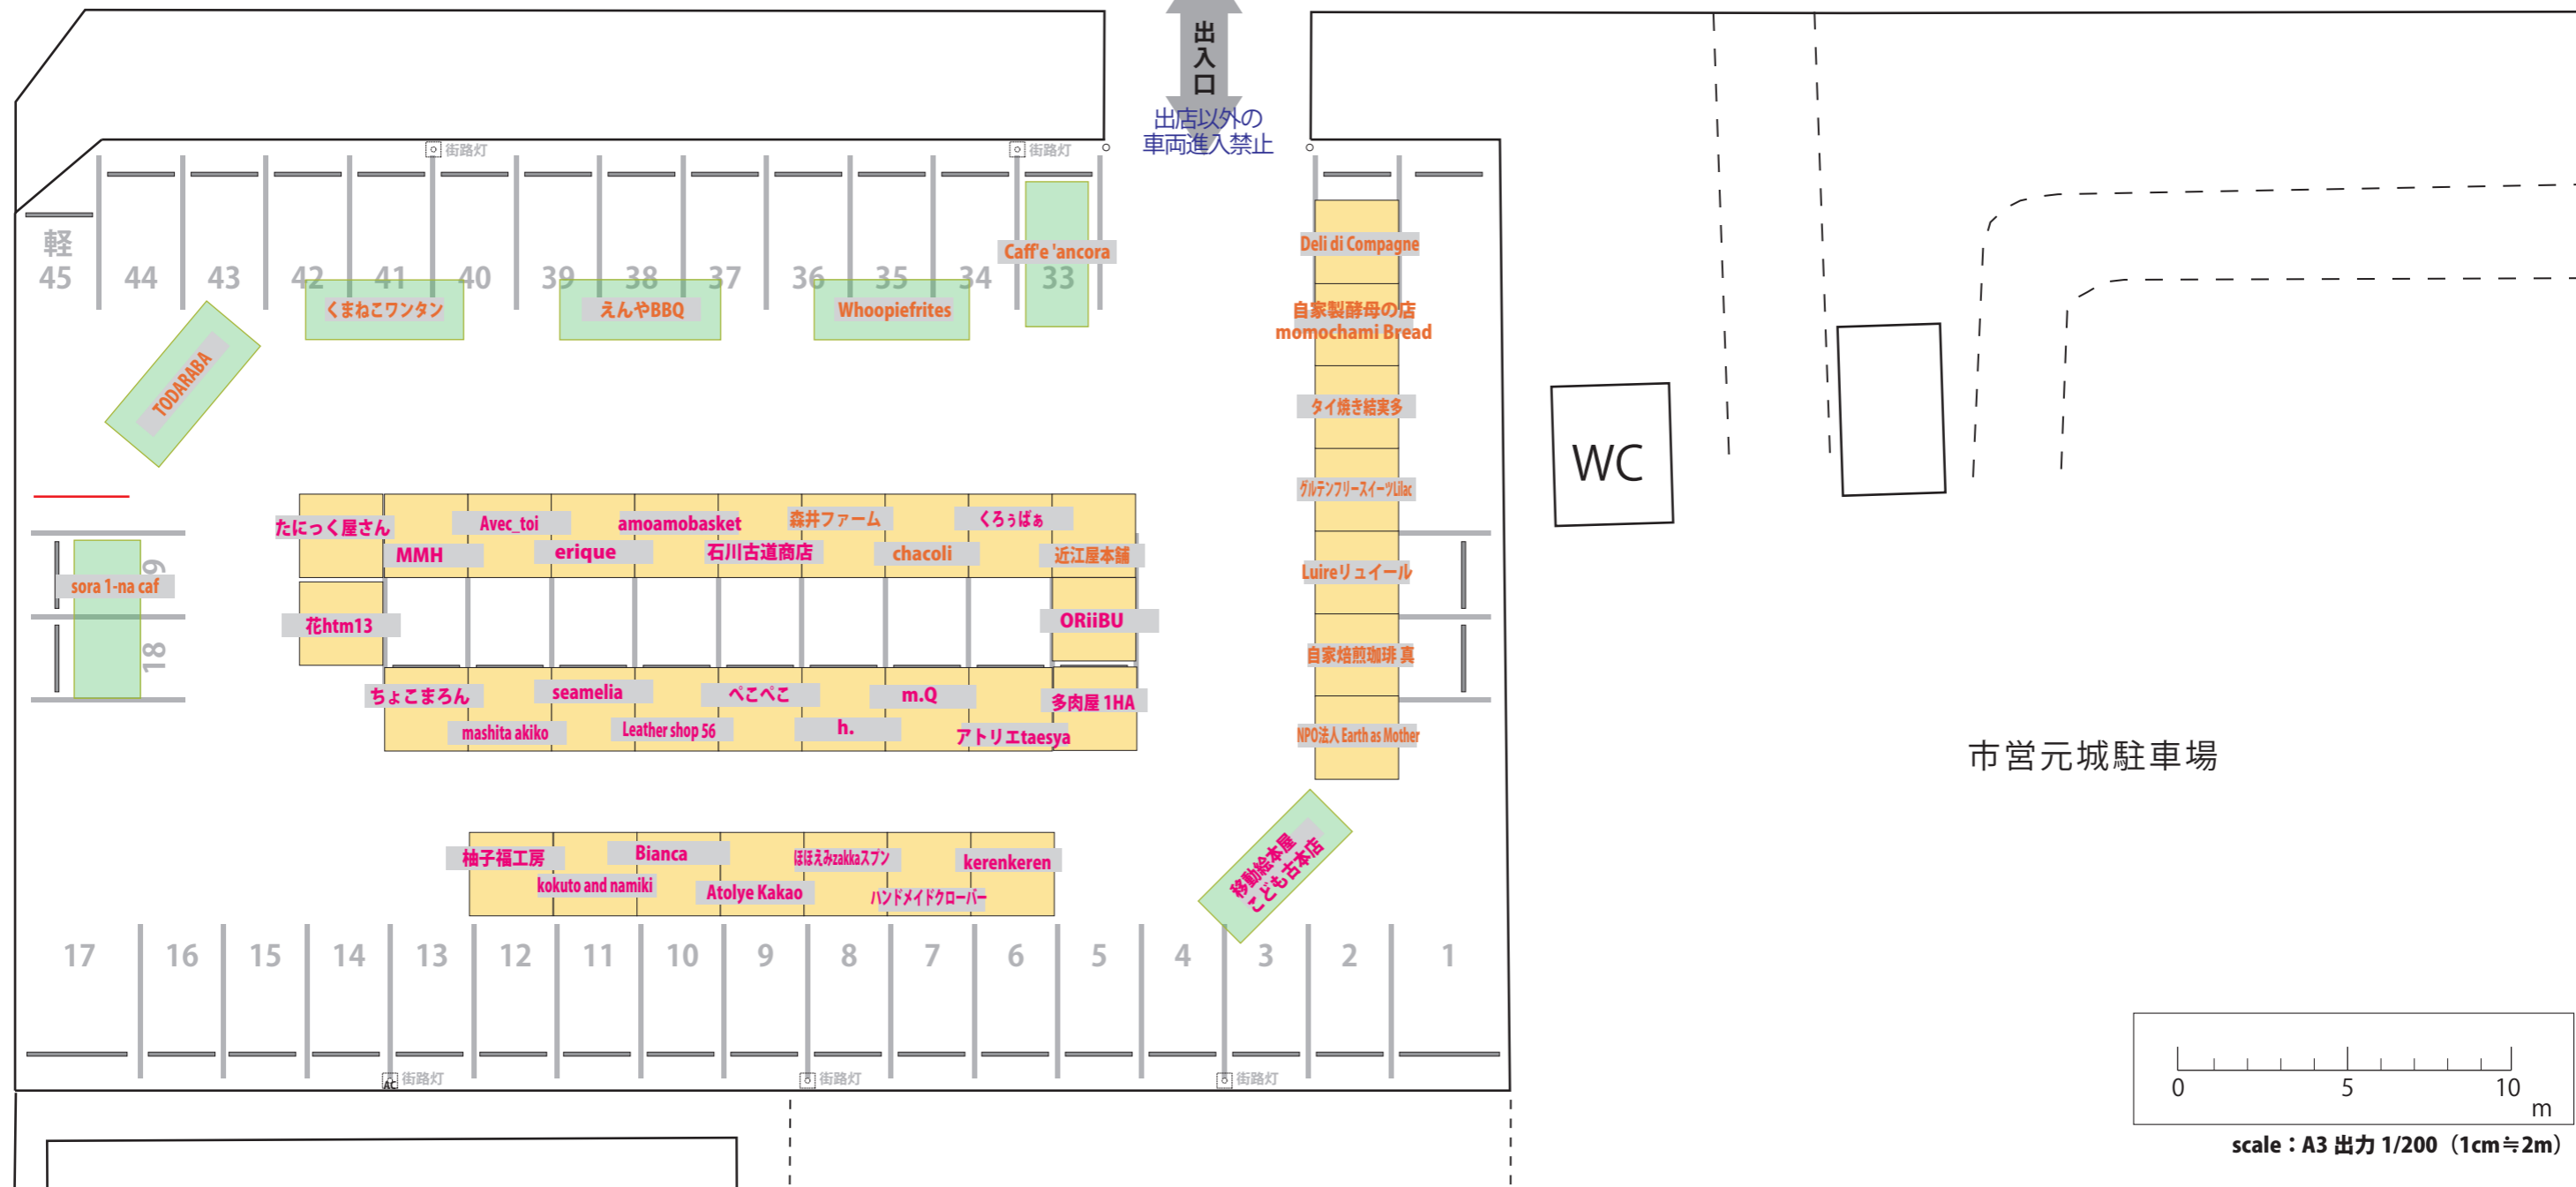 出入口
出店以外の
車両進入禁止
街路灯
街路灯
軽
45
44
43
42
41
40
39
38
37
36
35
34
33
Caff'e 'ancora
くまねこワンタン
えんやBBQ
Whoopiefrites
TODARABA
Deli di Compagne
自家製酵母の店
momochami Bread
タイ焼き結実多
グルテンフリースイーツLilac
Luireリュイール
自家焙煎珈琲 真
NPO法人 Earth as Mother
WC
sora 1-na caf
9
18
たにっく屋さん
MMH
Avec_toi
erique
amoamobasket
石川古道商店
森井ファーム
chacoli
くろぅばぁ
近江屋本舗
花htm13
ORiiBU
ちょこまろん
mashita akiko
seamelia
Leather shop 56
ぺこぺこ
h.
m.Q
アトリエtaesya
多肉屋 1HA
市営元城駐車場
柚子福工房
kokuto and namiki
Bianca
Atolye Kakao
ほほえみzakkaスプン
ハンドメイドクローバー
kerenkeren
移動絵本屋
こども古本店
17
16
15
14
13
12
11
10
9
8
7
6
5
4
3
2
1
AC
街路灯
街路灯
街路灯
0
5
10
m
scale：A3 出力 1/200（1cm≒2m）